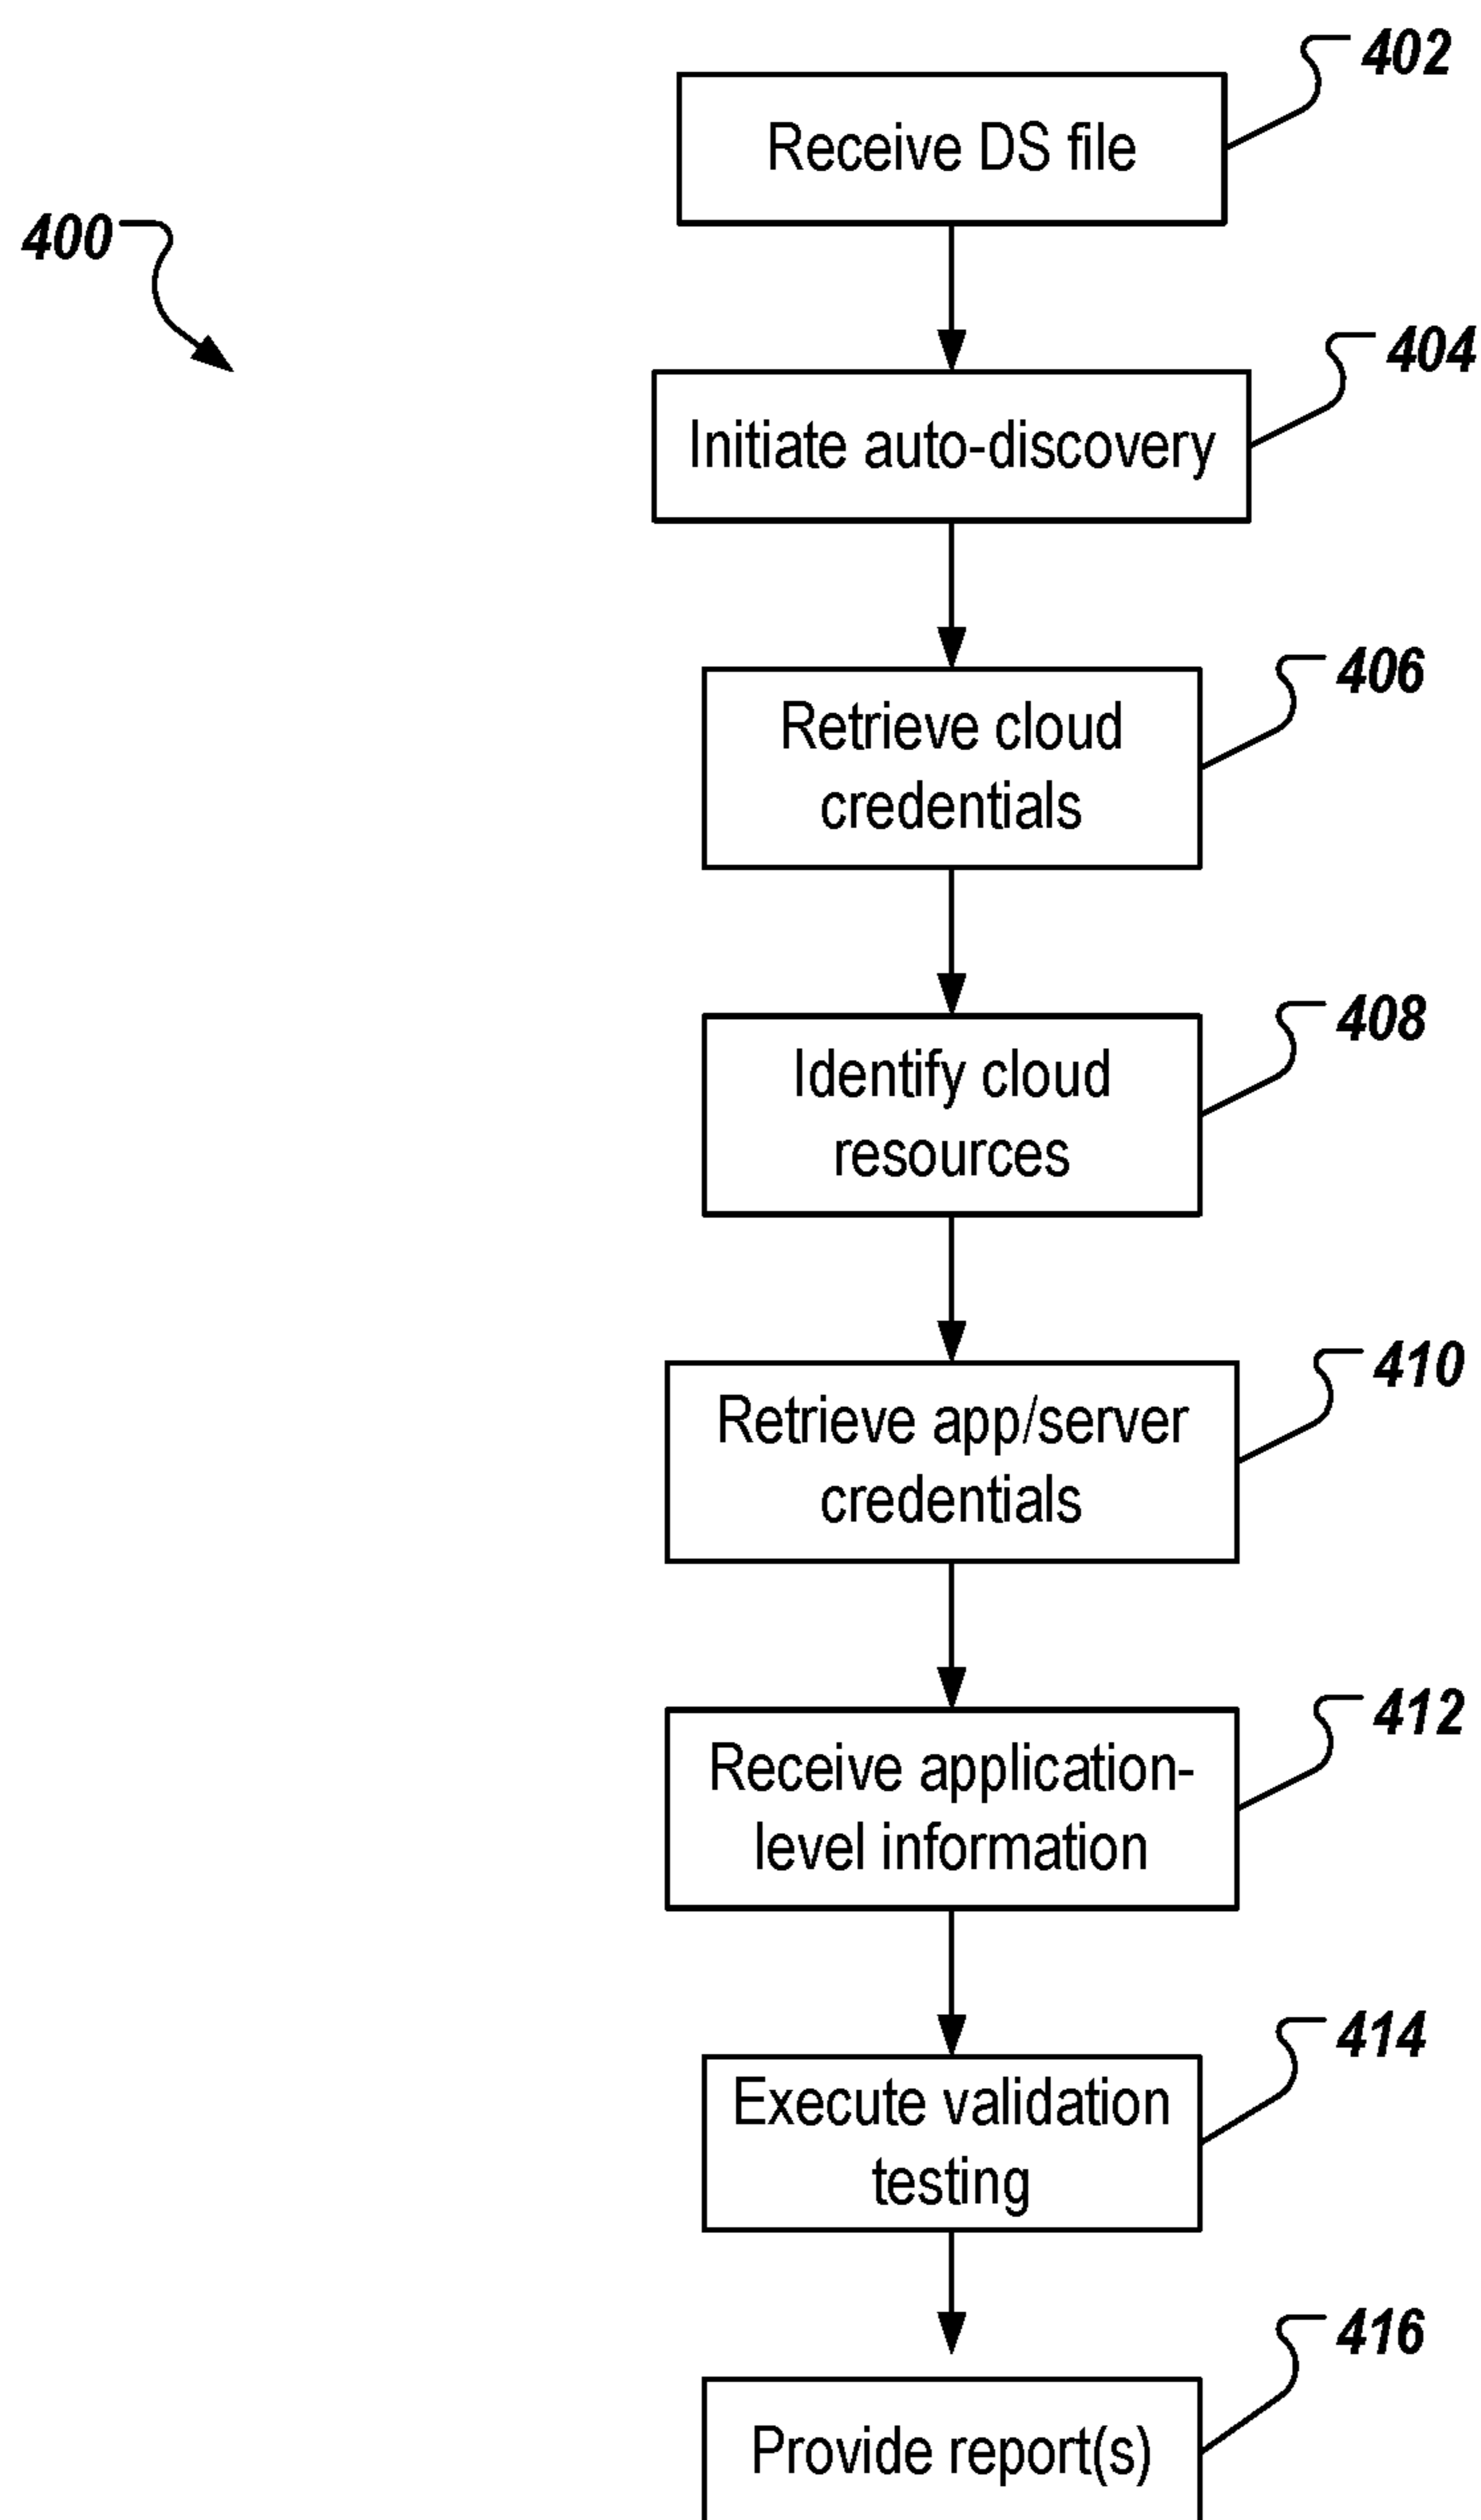 402
Receive DS file
400
404
Initiate auto-discovery
406
Retrieve cloud
credentials
408
Identify cloud
resources
410
Retrieve app/server
credentials
412
Receive application-
level information
414
Execute validation
testing
416
Provide report(s)